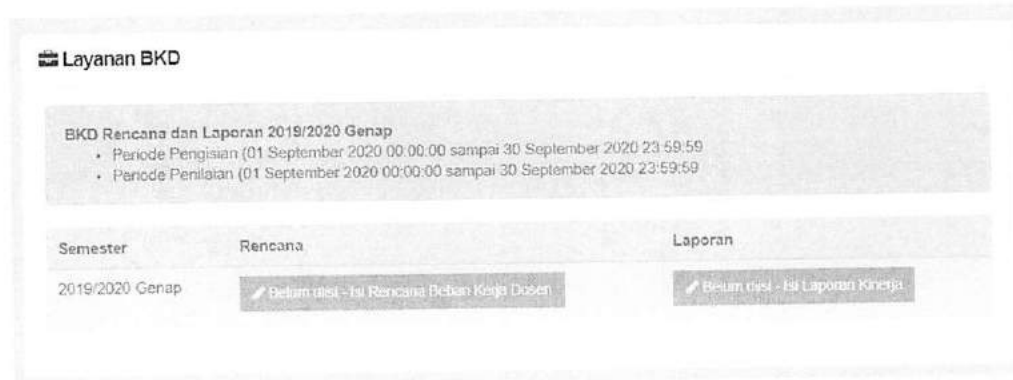 Layanan BKD
BKD Rencana dan Laporan 2019/2020 Genap
• Periode Pengisian (01 September 2020 00:00:00 sampai 30 September 2020 23:59:59
• Periode Penilaian (01 September 2020 00:00:00 sampai 30 September 2020 23:59:59
Semester Rencana Laporan
2019/2020 Genap Belum diisi - Isi Rencana Beban Kerja Dosen Belum diisi - Isi Laporan Kinerja